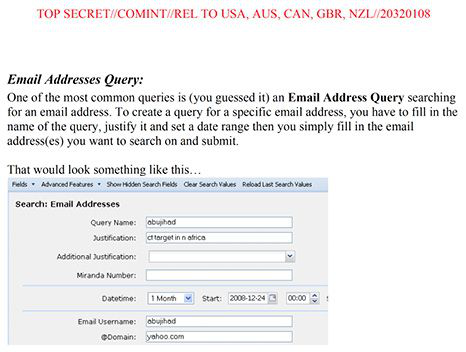 TOP SECRET//COMINT//REL TO USA, AUS, CAN, GBR, NZL//20320108
Email Addresses Query:
One of the most common queries is (you guessed it) an Email Address Query searching
for an email address. To create a query for a specific email address, you have to fill in the
name of the query, justify it and set a date range then you simply fill in the email
address(es) you want to search on and submit.
That would look something like this…
Fields Advanced Features Show Hidden Search Fields Clear Search Values Reload Last Search Values
Search: Email Addresses
Query Name: abujihad
Justification: ct target in n africa
Additional Justification:
Miranda Number:
Datetime: 1 Month Start: 2008-12-24 00:00
Email Username: abujihad
@Domain: yahoo.com